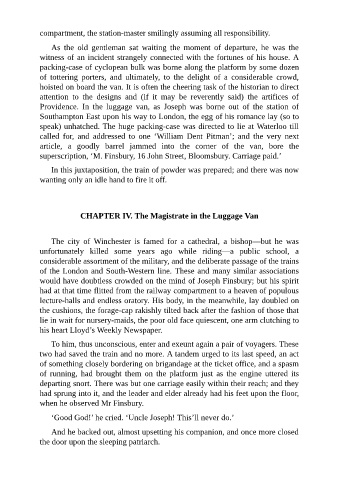 compartment, the station-master smilingly assuming all responsibility.
As the old gentleman sat waiting the moment of departure, he was the
witness of an incident strangely connected with the fortunes of his house. A
packing-case of cyclopean bulk was borne along the platform by some dozen
of tottering porters, and ultimately, to the delight of a considerable crowd,
hoisted on board the van. It is often the cheering task of the historian to direct
attention to the designs and (if it may be reverently said) the artifices of
Providence. In the luggage van, as Joseph was borne out of the station of
Southampton East upon his way to London, the egg of his romance lay (so to
speak) unhatched. The huge packing-case was directed to lie at Waterloo till
called for, and addressed to one ‘William Dent Pitman’; and the very next
article, a goodly barrel jammed into the corner of the van, bore the
superscription, ‘M. Finsbury, 16 John Street, Bloomsbury. Carriage paid.’
In this juxtaposition, the train of powder was prepared; and there was now
wanting only an idle hand to fire it off.
CHAPTER IV. The Magistrate in the Luggage Van
The city of Winchester is famed for a cathedral, a bishop—but he was
unfortunately killed some years ago while riding—a public school, a
considerable assortment of the military, and the deliberate passage of the trains
of the London and South-Western line. These and many similar associations
would have doubtless crowded on the mind of Joseph Finsbury; but his spirit
had at that time flitted from the railway compartment to a heaven of populous
lecture-halls and endless oratory. His body, in the meanwhile, lay doubled on
the cushions, the forage-cap rakishly tilted back after the fashion of those that
lie in wait for nursery-maids, the poor old face quiescent, one arm clutching to
his heart Lloyd’s Weekly Newspaper.
To him, thus unconscious, enter and exeunt again a pair of voyagers. These
two had saved the train and no more. A tandem urged to its last speed, an act
of something closely bordering on brigandage at the ticket office, and a spasm
of running, had brought them on the platform just as the engine uttered its
departing snort. There was but one carriage easily within their reach; and they
had sprung into it, and the leader and elder already had his feet upon the floor,
when he observed Mr Finsbury.
‘Good God!’ he cried. ‘Uncle Joseph! This’ll never do.’
And he backed out, almost upsetting his companion, and once more closed
the door upon the sleeping patriarch.